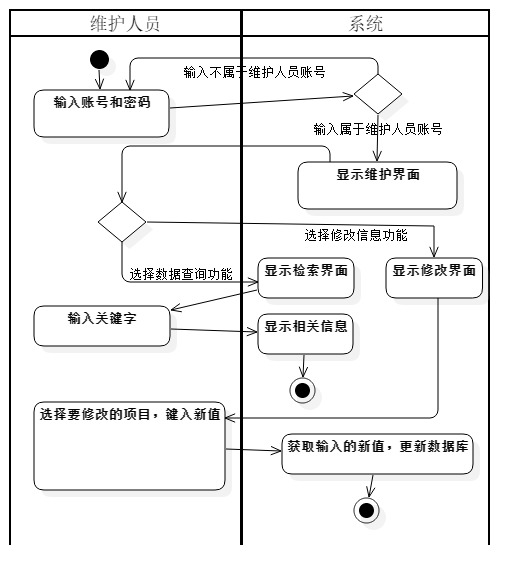 维护人员
系统
输入不属于维护人员账号
输入账号和密码
输入属于维护人员账号
显示维护界面
选择修改信息功能
选择数据查询功能
显示检索界面
显示修改界面
输入关键字
显示相关信息
选择要修改的项目，键入新值
获取输入的新值，更新数据库